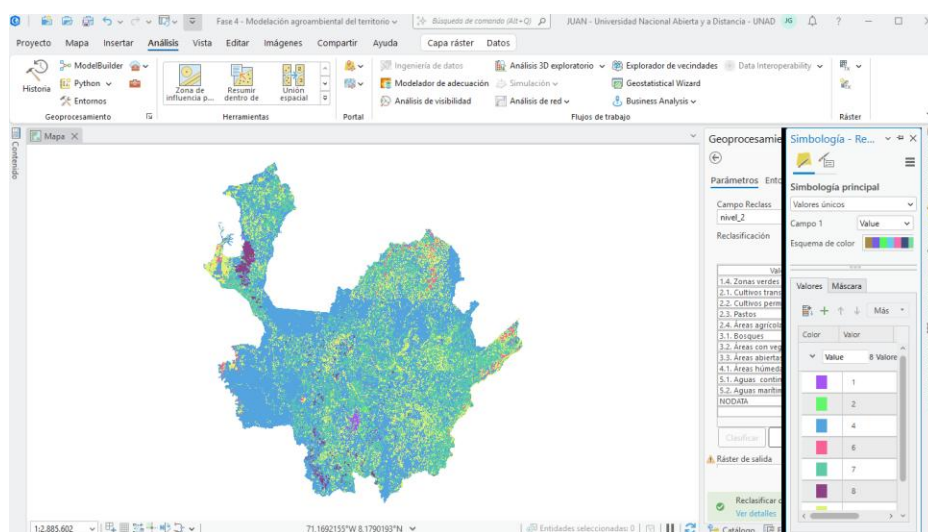 Fase 4 - Modelación agroambiental del territorio
Búsqueda de comando (Alt+Q)
JUAN - Universidad Nacional Abierta y a Distancia - UNAD
JG
?
Proyecto Mapa Insertar Análisis Vista Editar Imágenes Compartir Ayuda Capa ráster Datos
Historia
ModelBuilder
Python
Entornos
Geoprocesamiento
Zona de influencia p...
Resumir dentro de
Unión espacial
Herramientas
Portal
Ingeniería de datos
Modelador de adecuación
Análisis de visibilidad
Análisis 3D exploratorio
Simulación
Análisis de red
Explorador de vecindades
Geostatistical Wizard
Business Analysis
Data Interoperability
Flujos de trabajo
Ráster
Contenido
Mapa
Geoprocesamie
Parámetros Ento
Campo Reclass
nivel_2
Reclasificación
Val
1.4. Zonas verdes
2.1. Cultivos trans
2.2. Cultivos perm
2.3. Pastos
2.4. Áreas agrícola
3.1. Bosques
3.2. Áreas con veg
3.3. Áreas abiertas
4.1. Áreas húmeda
5.1. Aguas contin
5.2. Aguas marítim
NODATA
Clasificar
Ráster de salida
Reclasificar c
Ver detalles
Catálogo
Simbología - Re...
Simbología principal
Valores únicos
Campo 1 Value
Esquema de color
Valores Máscara
Más
Color Valor
Value 8 Valore
1
2
4
6
7
8
1:2.885.602
71,1692155°W 8,1790193°N
Entidades seleccionadas: 0